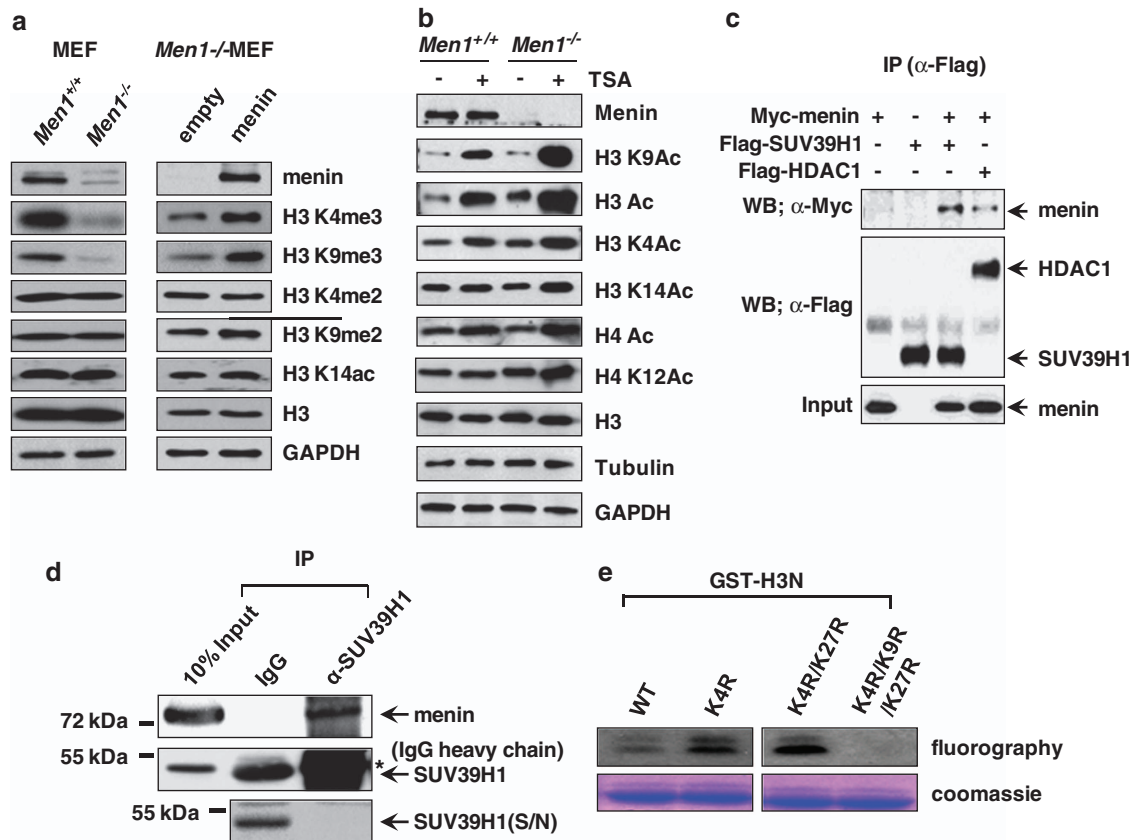 a
MEF
Men1-/-MEF
Men1+/+
Men1-/-
empty
menin
menin
H3 K4me3
H3 K9me3
H3 K4me2
H3 K9me2
H3 K14ac
H3
GAPDH
b
Men1+/+ Men1-/-
- + - + TSA
Menin
H3 K9Ac
H3 Ac
H3 K4Ac
H3 K14Ac
H4 Ac
H4 K12Ac
H3
Tubulin
GAPDH
c
IP (α-Flag)
Myc-menin + - + +
Flag-SUV39H1 - + + -
Flag-HDAC1 - - - +
WB; α-Myc menin
HDAC1
WB; α-Flag
SUV39H1
Input menin
d
IP
10% Input
IgG
α-SUV39H1
72 kDa menin
55 kDa (IgG heavy chain)
* SUV39H1
55 kDa SUV39H1(S/N)
e
GST-H3N
WT
K4R
K4R/K27R
K4R/K9R
/K27R
fluorography
coomassie